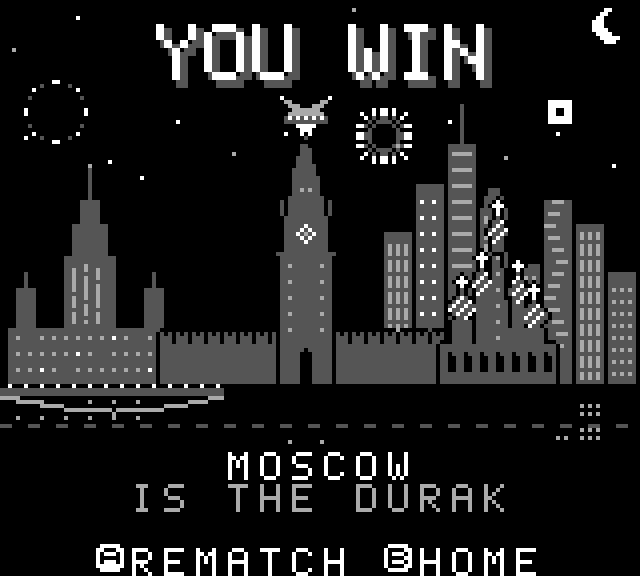 YOU WIN
MOSCOW
IS THE DURAK
Ⓐ REMATCH Ⓑ HOME